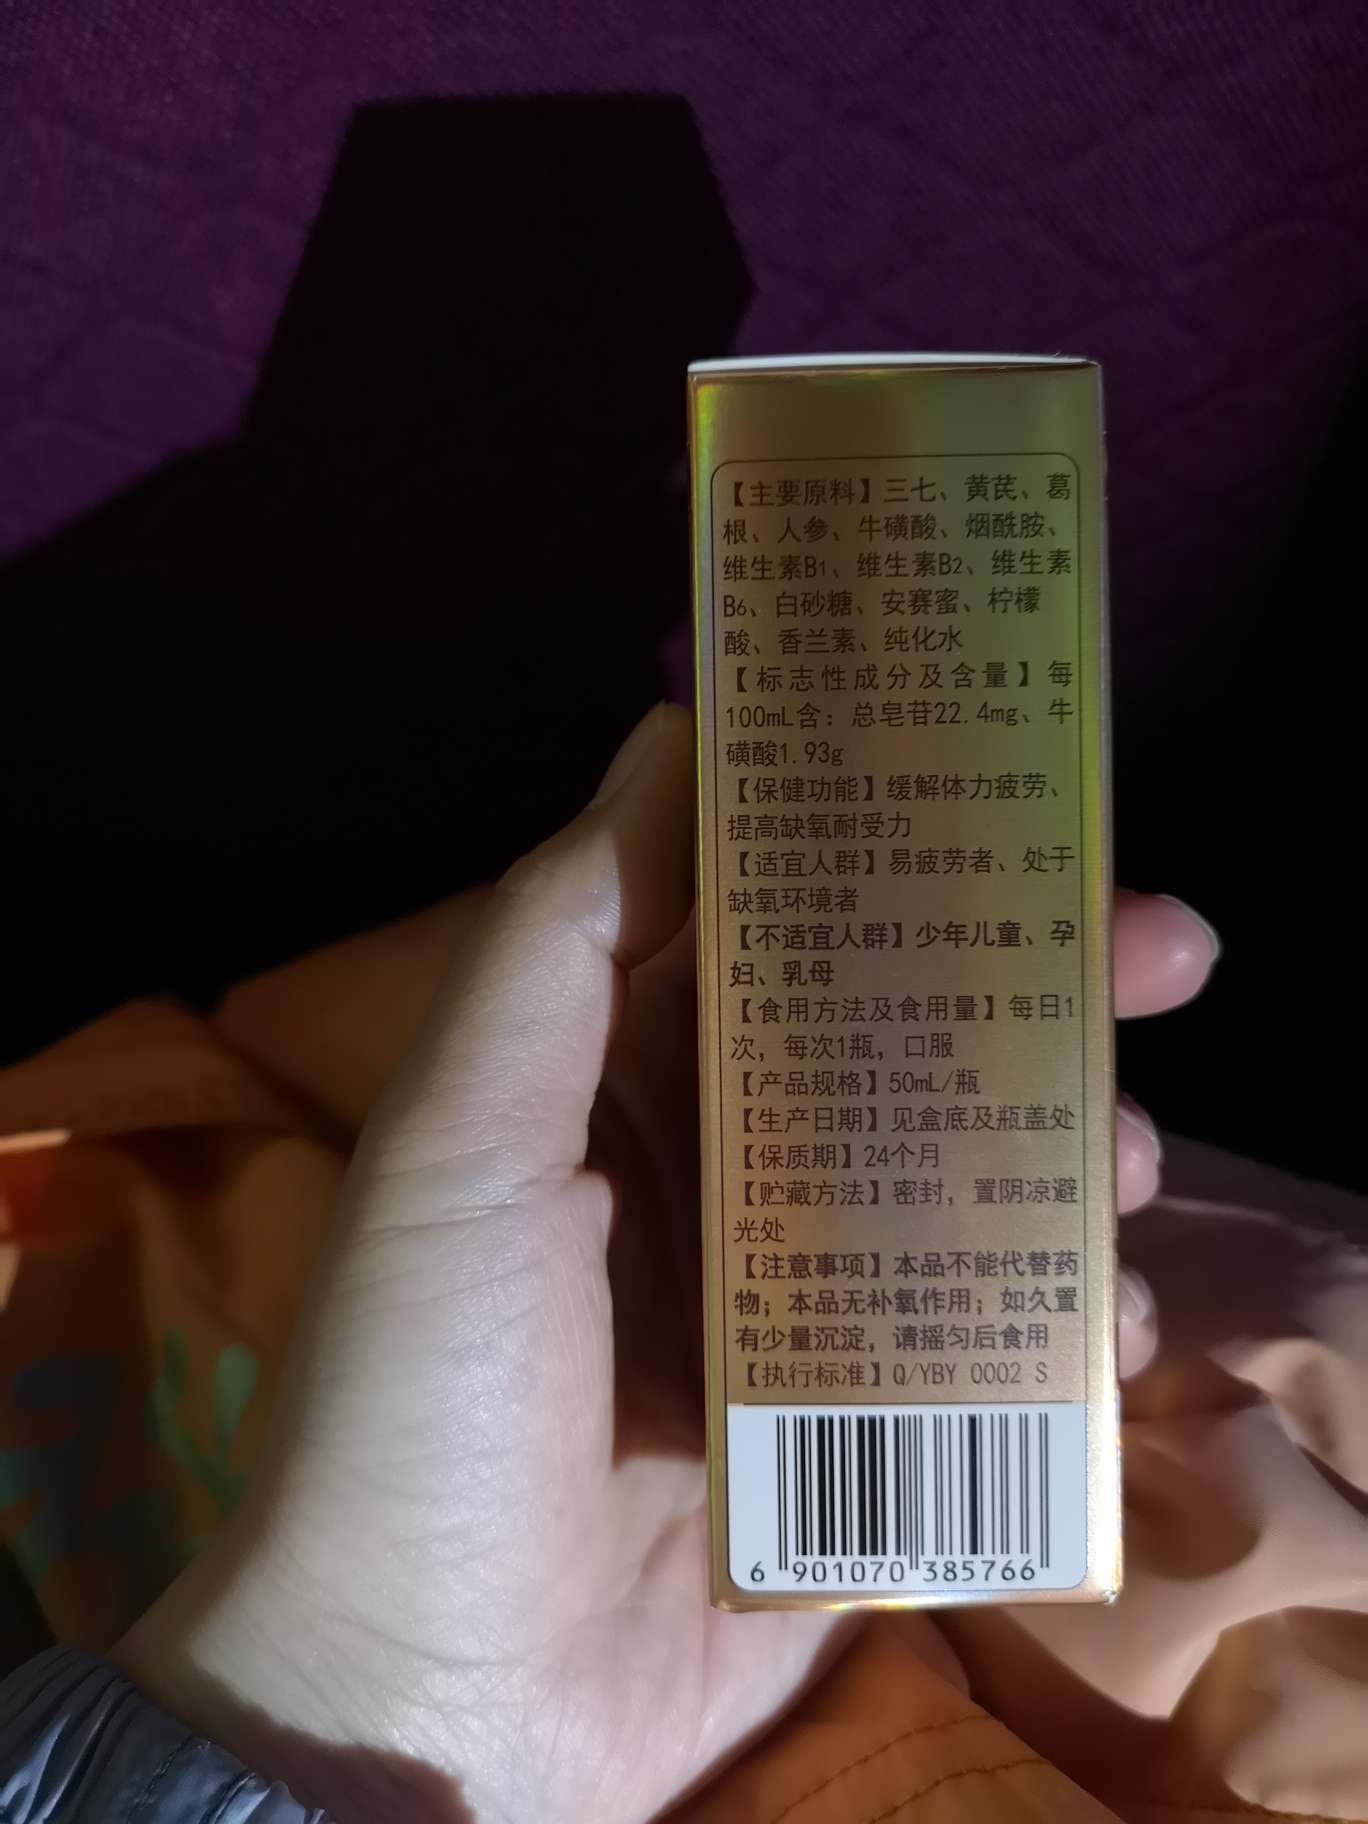 【主要原料】三七、黄芪、葛
根、人参、牛磺酸、烟酰胺、
维生素B1、维生素B2、维生素
B6、白砂糖、安赛蜜、柠檬
酸、香兰素、纯化水
【标志性成分及含量】每
100mL含：总皂苷22.4mg、牛
磺酸1.93g
【保健功能】缓解体力疲劳、
提高缺氧耐受力
【适宜人群】易疲劳者、处于
缺氧环境者
【不适宜人群】少年儿童、孕
妇、乳母
【食用方法及食用量】每日1
次，每次1瓶，口服
【产品规格】50mL/瓶
【生产日期】见盒底及瓶盖处
【保质期】24个月
【贮藏方法】密封，置阴凉避
光处
【注意事项】本品不能代替药
物；本品无补氧作用；如久置
有少量沉淀，请摇匀后食用
【执行标准】Q/YBY 0002 S
6 901070 385766